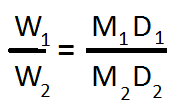 W₁ = M₁D₁
W₂ M₂D₂